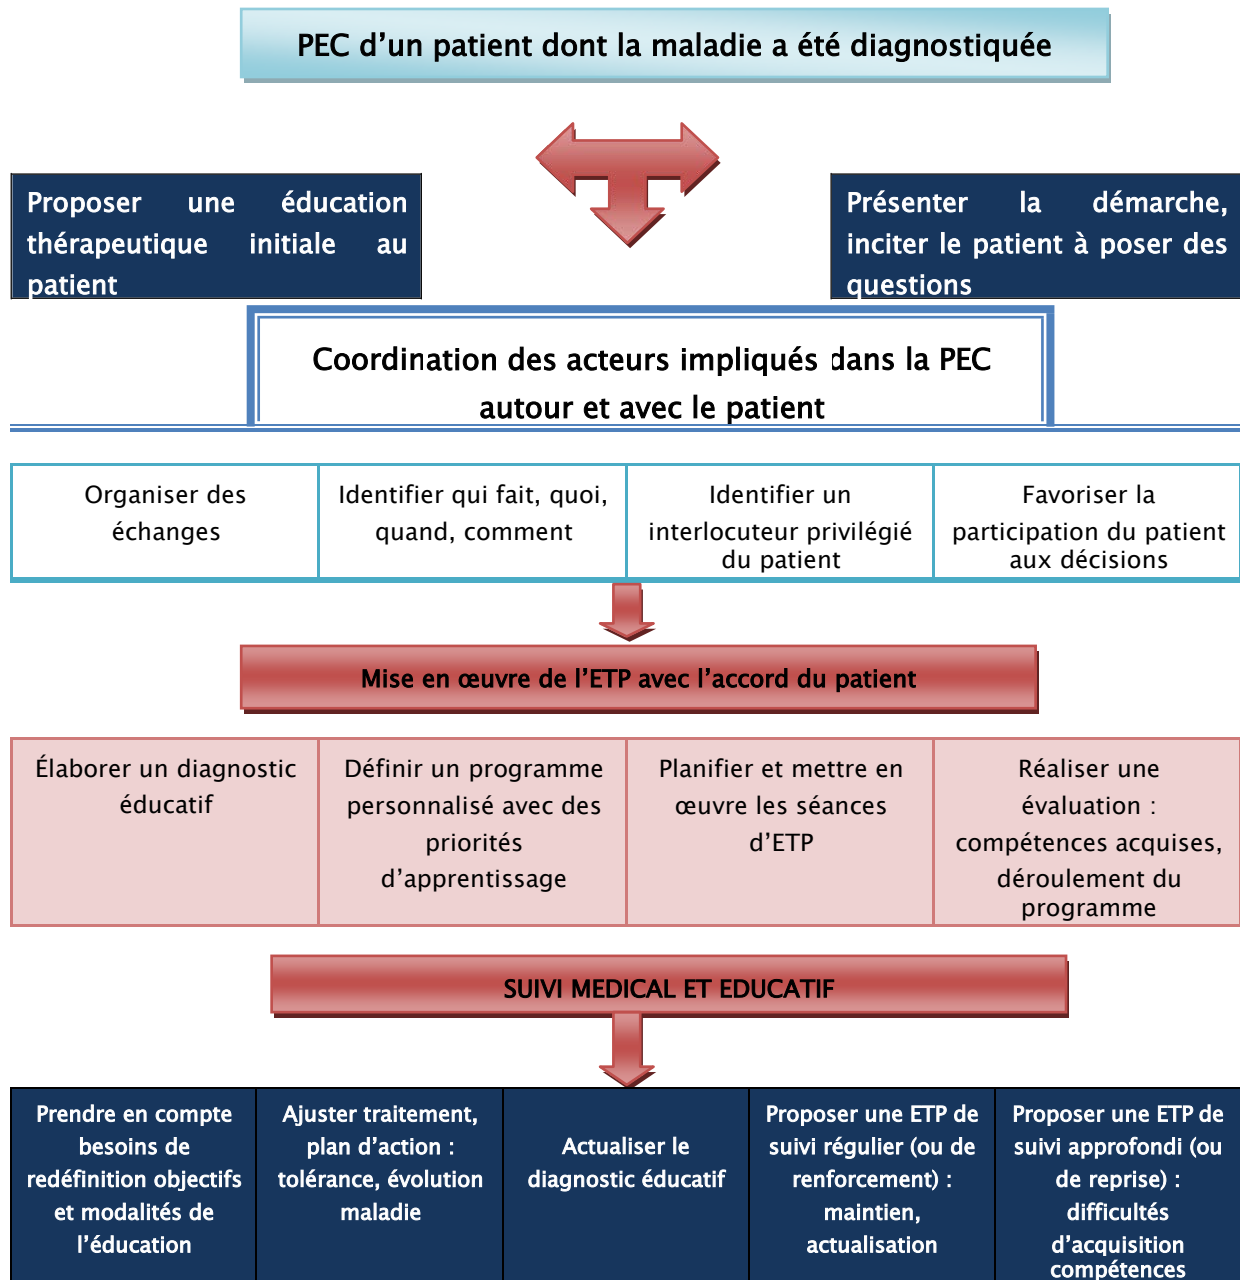 PEC d’un patient dont la maladie a été diagnostiquée
Proposer une éducation
thérapeutique initiale au
patient
Présenter la démarche,
inciter le patient à poser des
questions
Coordination des acteurs impliqués dans la PEC
autour et avec le patient
Organiser des
échanges
Identifier qui fait, quoi,
quand, comment
Identifier un
interlocuteur privilégié
du patient
Favoriser la
participation du patient
aux décisions
Mise en œuvre de l’ETP avec l’accord du patient
Élaborer un diagnostic
éducatif
Définir un programme
personnalisé avec des
priorités
d’apprentissage
Planifier et mettre en
œuvre les séances
d’ETP
Réaliser une
évaluation :
compétences acquises,
déroulement du
programme
SUIVI MEDICAL ET EDUCATIF
Prendre en compte
besoins de
redéfinition objectifs
et modalités de
l’éducation
Ajuster traitement,
plan d’action :
tolérance, évolution
maladie
Actualiser le
diagnostic éducatif
Proposer une ETP de
suivi régulier (ou de
renforcement) :
maintien,
actualisation
Proposer une ETP de
suivi approfondi (ou
de reprise) :
difficultés
d’acquisition
compétences